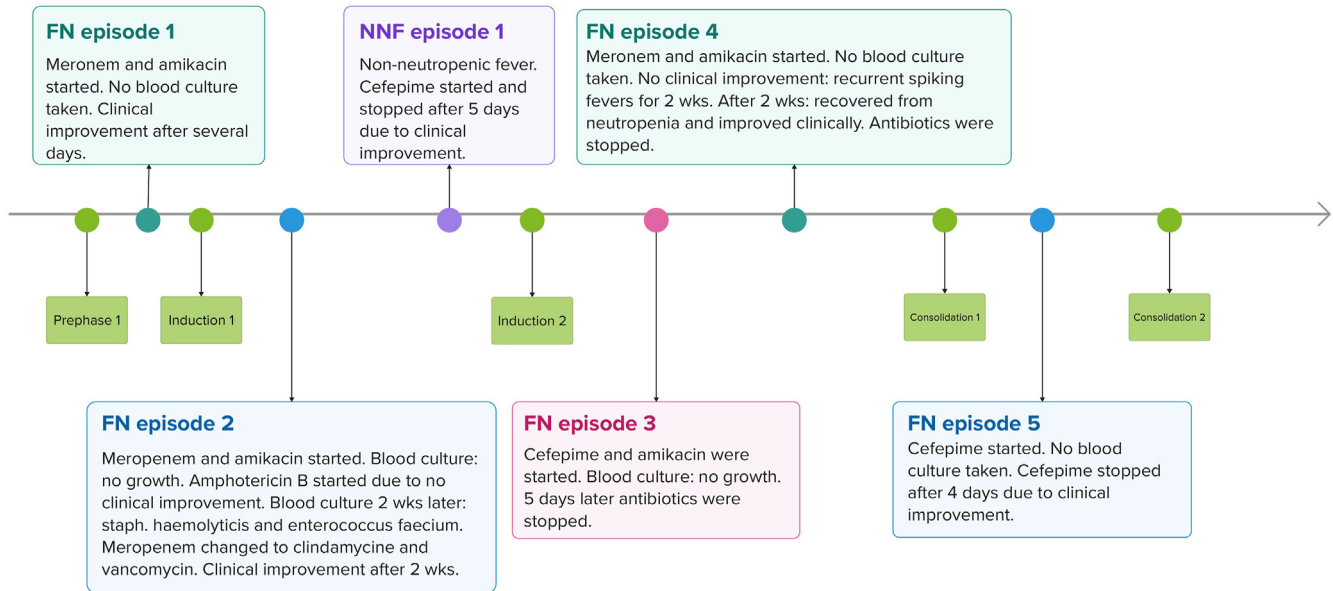 FN episode 1
Meronem and amikacin
started. No blood culture
taken. Clinical
improvement after several
days.
NNF episode 1
Non-neutropenic fever.
Cefepime started and
stopped after 5 days
due to clinical
improvement.
FN episode 4
Meronem and amikacin started. No blood culture
taken. No clinical improvement: recurrent spiking
fevers for 2 wks. After 2 wks: recovered from
neutropenia and improved clinically. Antibiotics were
stopped.
Prephase 1
Induction 1
Induction 2
Consolidation 1
Consolidation 2
FN episode 2
Meropenem and amikacin started. Blood culture:
no growth. Amphotericin B started due to no
clinical improvement. Blood culture 2 wks later:
staph. haemolyticis and enterococcus faecium.
Meropenem changed to clindamycine and
vancomycin. Clinical improvement after 2 wks.
FN episode 3
Cefepime and amikacin were
started. Blood culture: no growth.
5 days later antibiotics were
stopped.
FN episode 5
Cefepime started. No blood
culture taken. Cefepime stopped
after 4 days due to clinical
improvement.